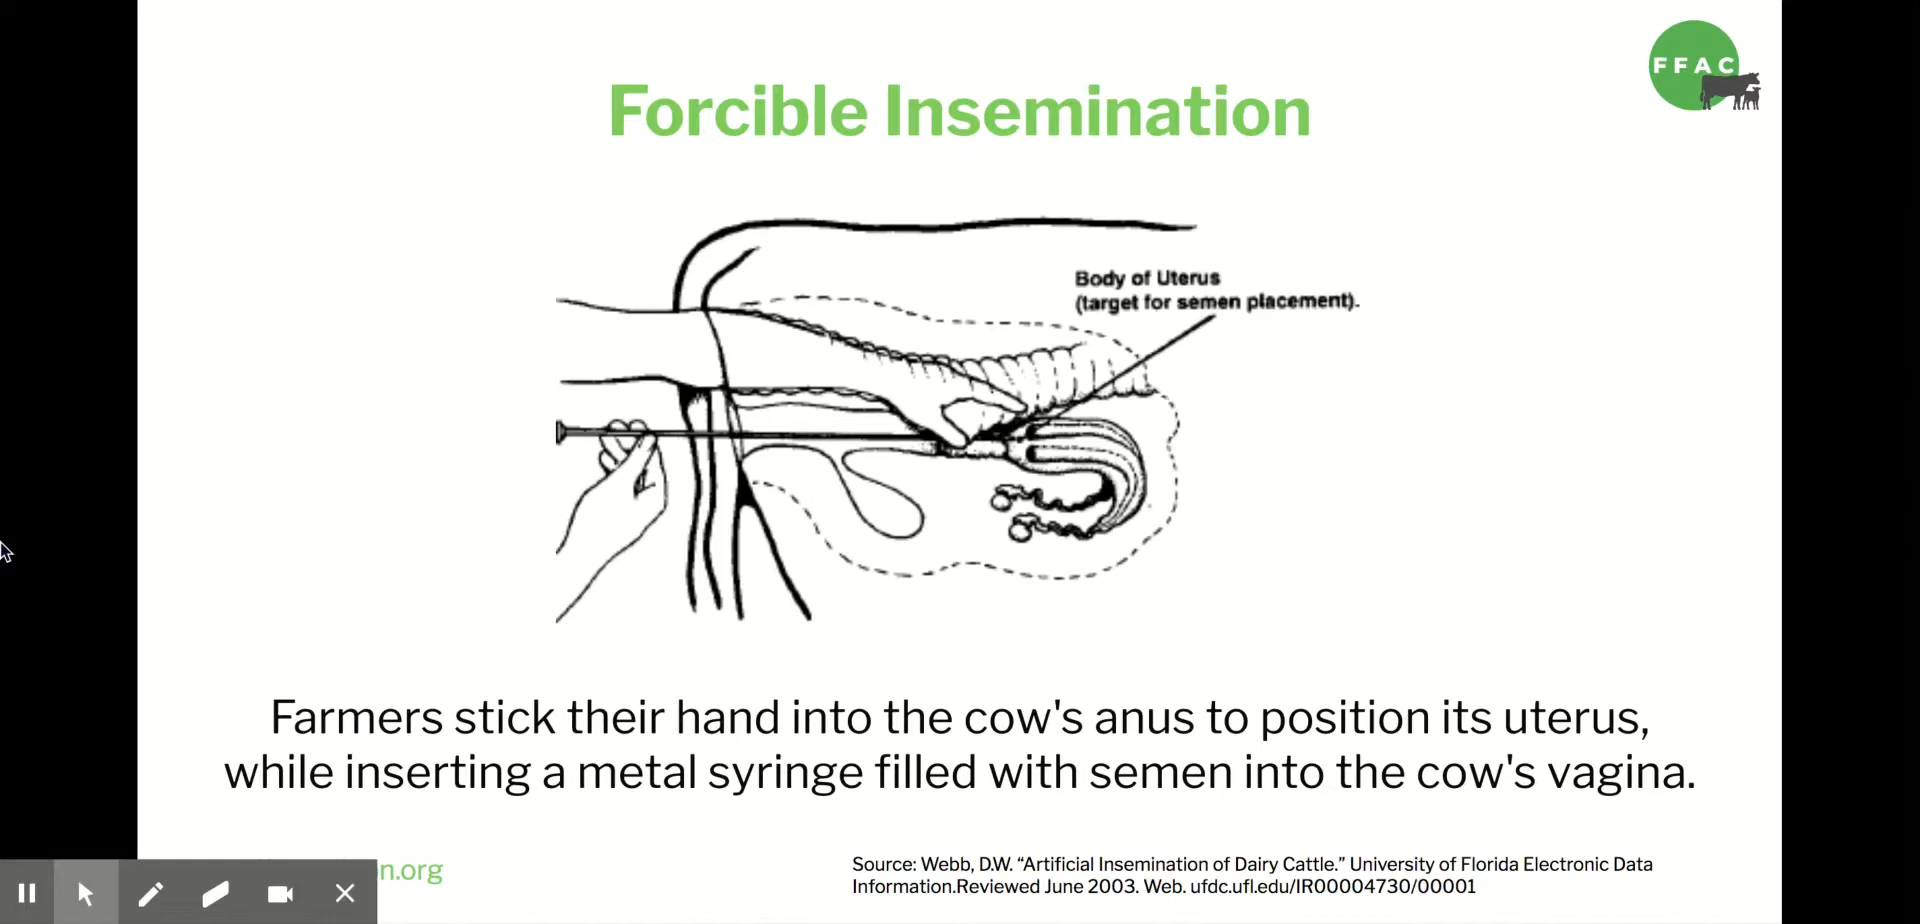 FFAC
Forcible Insemination
Body of Uterus
(target for semen placement).
Farmers stick their hand into the cow's anus to position its uterus,
while inserting a metal syringe filled with semen into the cow's vagina.
n.org
Source: Webb, D.W. “Artificial Insemination of Dairy Cattle.” University of Florida Electronic Data
Information.Reviewed June 2003. Web. ufdc.ufl.edu/IR00004730/00001